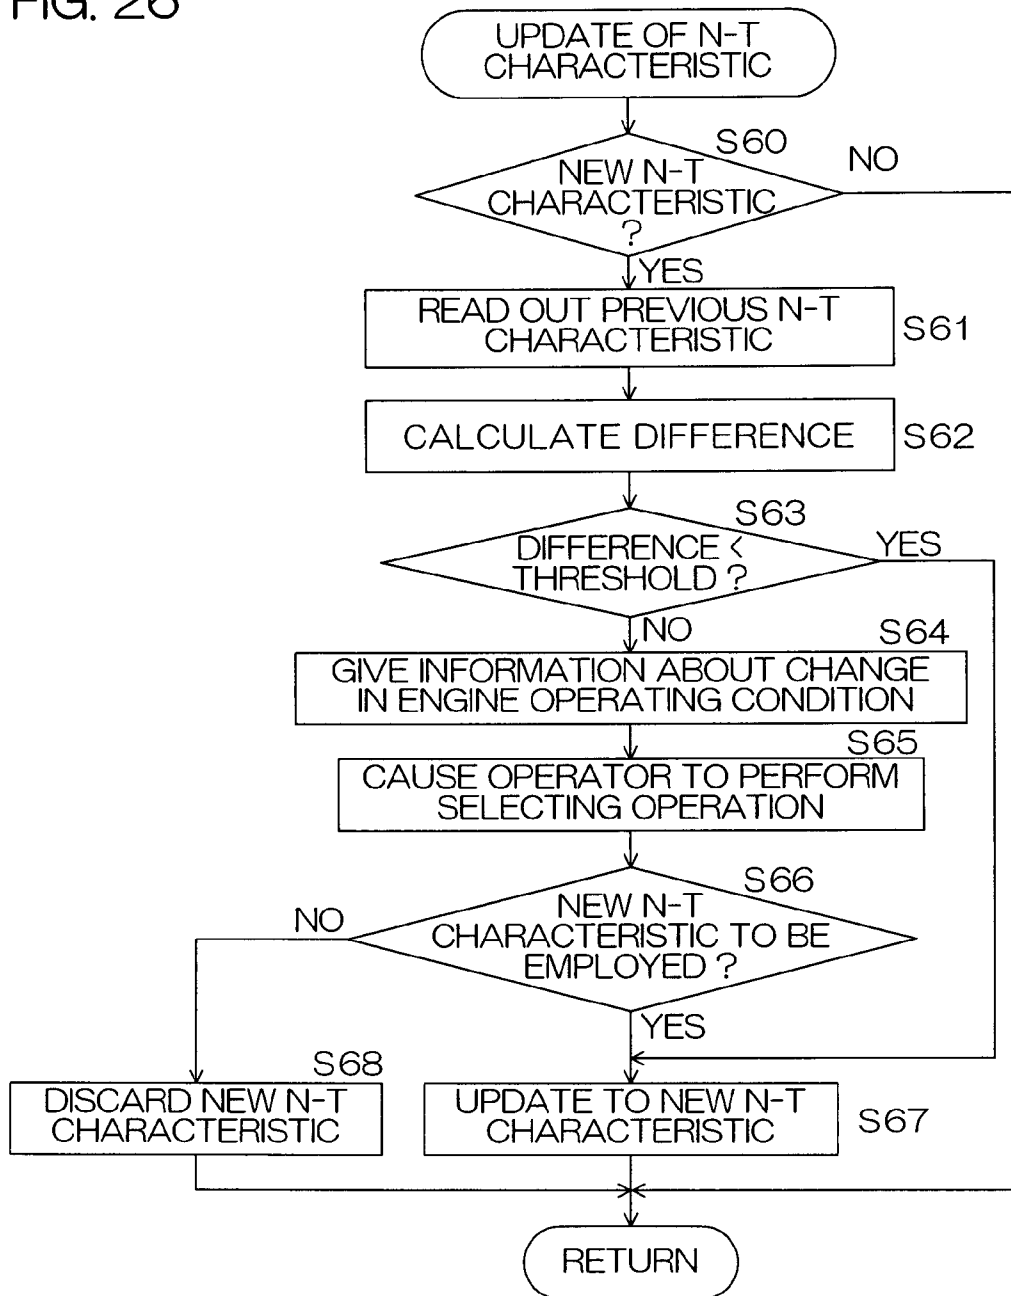 FIG. 26
UPDATE OF N-T
CHARACTERISTIC
S60
NO
NEW N-T
CHARACTERISTIC
?
YES
READ OUT PREVIOUS N-T
CHARACTERISTIC
S61
CALCULATE DIFFERENCE
S62
S63
YES
DIFFERENCE <
THRESHOLD ?
NO
S64
GIVE INFORMATION ABOUT CHANGE
IN ENGINE OPERATING CONDITION
S65
CAUSE OPERATOR TO PERFORM
SELECTING OPERATION
S66
NO
NEW N-T
CHARACTERISTIC TO BE
EMPLOYED ?
YES
S68
DISCARD NEW N-T
CHARACTERISTIC
UPDATE TO NEW N-T
CHARACTERISTIC
S67
RETURN